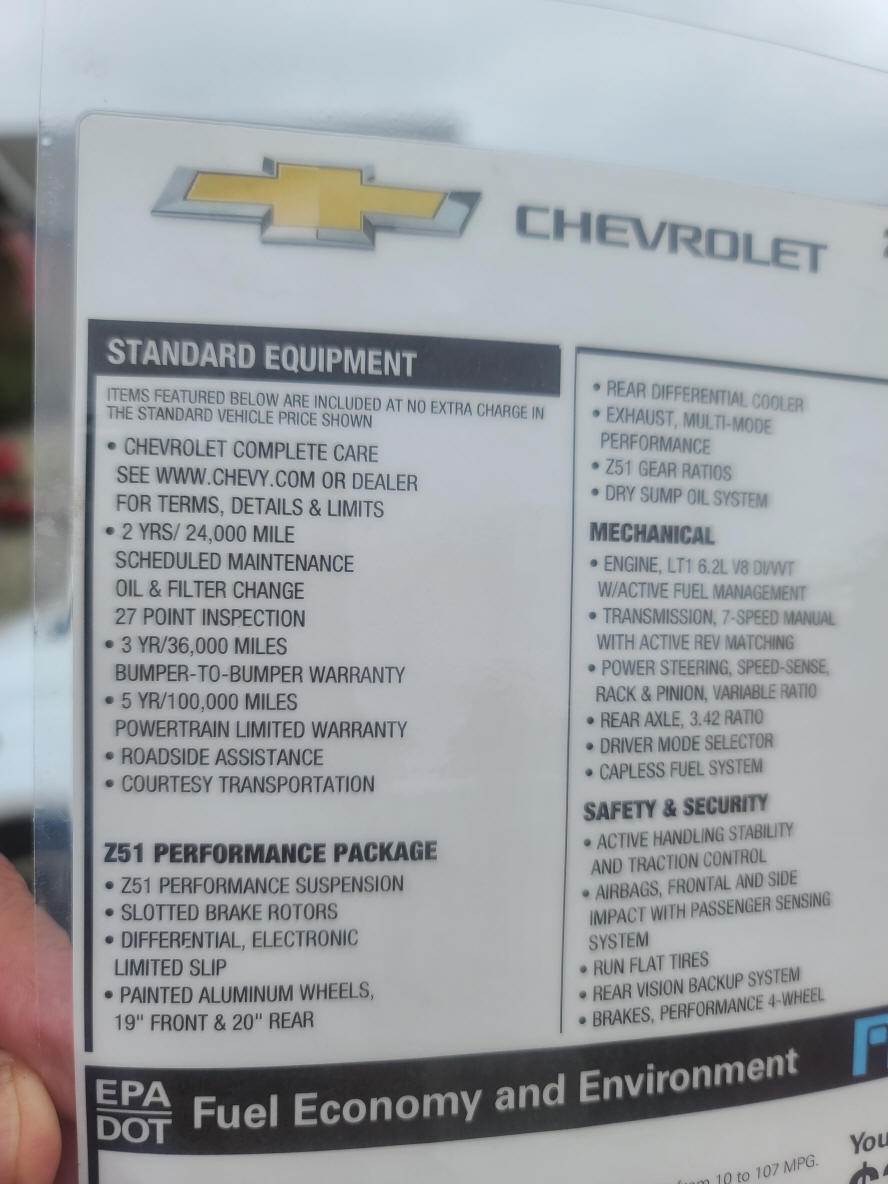 CHEVROLET
STANDARD EQUIPMENT
ITEMS FEATURED BELOW ARE INCLUDED AT NO EXTRA CHARGE IN
THE STANDARD VEHICLE PRICE SHOWN
• CHEVROLET COMPLETE CARE
SEE WWW.CHEVY.COM OR DEALER
FOR TERMS, DETAILS & LIMITS
• 2 YRS/ 24,000 MILE
SCHEDULED MAINTENANCE
OIL & FILTER CHANGE
27 POINT INSPECTION
• 3 YR/36,000 MILES
BUMPER-TO-BUMPER WARRANTY
• 5 YR/100,000 MILES
POWERTRAIN LIMITED WARRANTY
• ROADSIDE ASSISTANCE
• COURTESY TRANSPORTATION
Z51 PERFORMANCE PACKAGE
• Z51 PERFORMANCE SUSPENSION
• SLOTTED BRAKE ROTORS
• DIFFERENTIAL, ELECTRONIC
LIMITED SLIP
• PAINTED ALUMINUM WHEELS,
19" FRONT & 20" REAR
• REAR DIFFERENTIAL COOLER
• EXHAUST, MULTI-MODE
PERFORMANCE
• Z51 GEAR RATIOS
• DRY SUMP OIL SYSTEM
MECHANICAL
• ENGINE, LT1 6.2L V8 DI/VVT
W/ACTIVE FUEL MANAGEMENT
• TRANSMISSION, 7-SPEED MANUAL
WITH ACTIVE REV MATCHING
• POWER STEERING, SPEED-SENSE,
RACK & PINION, VARIABLE RATIO
• REAR AXLE, 3.42 RATIO
• DRIVER MODE SELECTOR
• CAPLESS FUEL SYSTEM
SAFETY & SECURITY
• ACTIVE HANDLING STABILITY
AND TRACTION CONTROL
• AIRBAGS, FRONTAL AND SIDE
IMPACT WITH PASSENGER SENSING
SYSTEM
• RUN FLAT TIRES
• REAR VISION BACKUP SYSTEM
• BRAKES, PERFORMANCE 4-WHEEL
EPA
DOT
Fuel Economy and Environment
10 to 107 MPG.
You